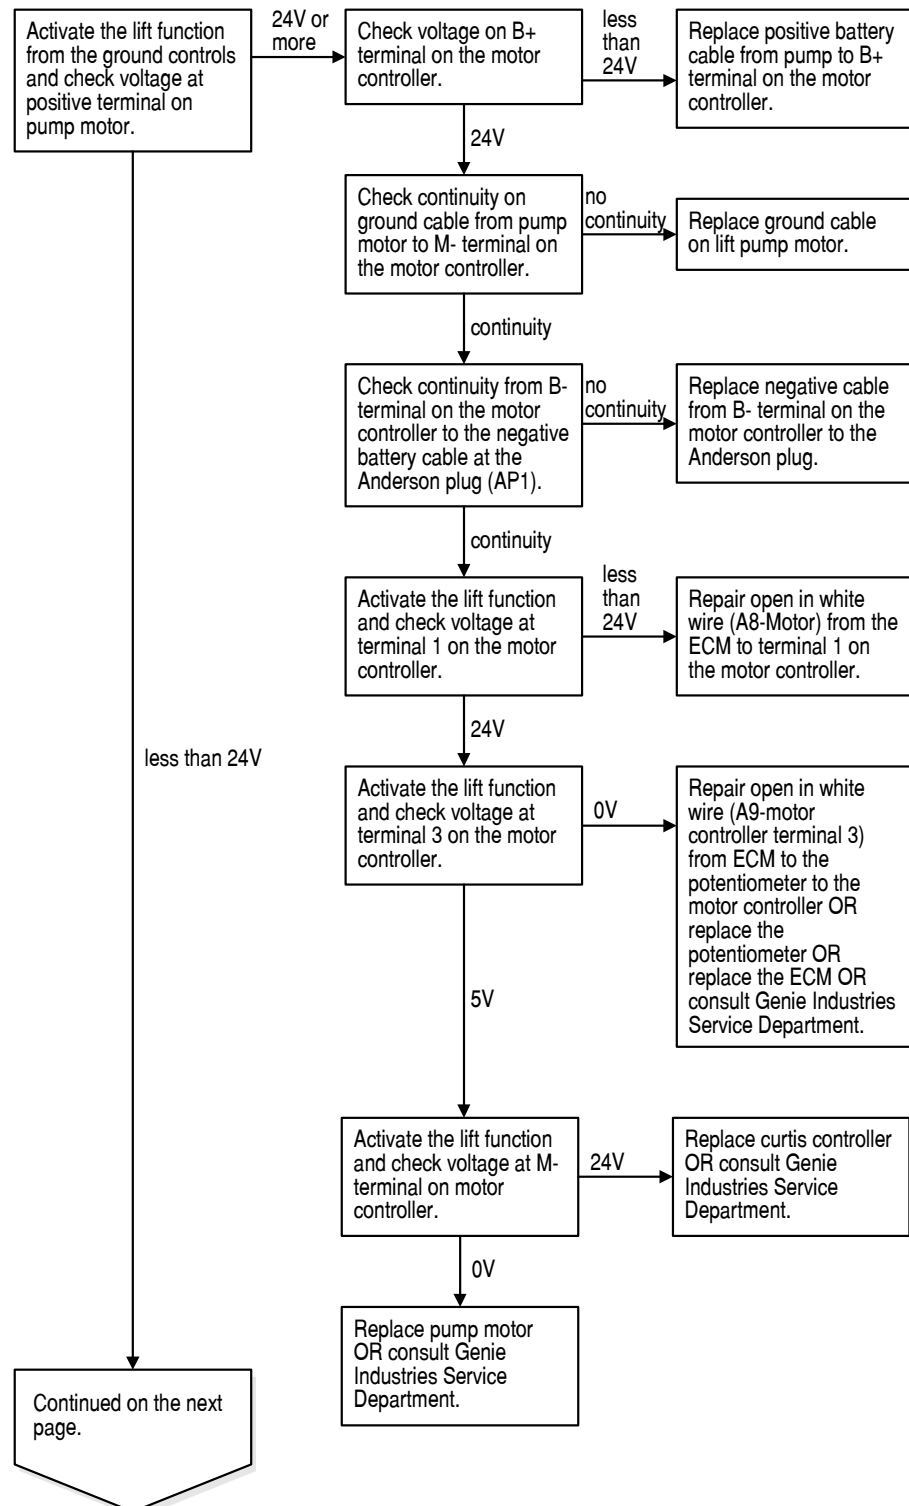 Activate the lift function
from the ground controls
and check voltage at
positive terminal on
pump motor.
24V or
more
Check voltage on B+
terminal on the motor
controller.
less
than
24V
Replace positive battery
cable from pump to B+
terminal on the motor
controller.
24V
Check continuity on
ground cable from pump
motor to M- terminal on
the motor controller.
no
continuity
Replace ground cable
on lift pump motor.
continuity
Check continuity from B-
terminal on the motor
controller to the negative
battery cable at the
Anderson plug (AP1).
no
continuity
Replace negative cable
from B- terminal on the
motor controller to the
Anderson plug.
continuity
Activate the lift function
and check voltage at
terminal 1 on the motor
controller.
less
than
24V
Repair open in white
wire (A8-Motor) from the
ECM to terminal 1 on
the motor controller.
24V
less than 24V
Activate the lift function
and check voltage at
terminal 3 on the motor
controller.
0V
Repair open in white
wire (A9-motor
controller terminal 3)
from ECM to the
potentiometer to the
motor controller OR
replace the
potentiometer OR
replace the ECM OR
consult Genie Industries
Service Department.
5V
Activate the lift function
and check voltage at M-
terminal on motor
controller.
24V
Replace curtis controller
OR consult Genie
Industries Service
Department.
0V
Replace pump motor
OR consult Genie
Industries Service
Department.
Continued on the next
page.